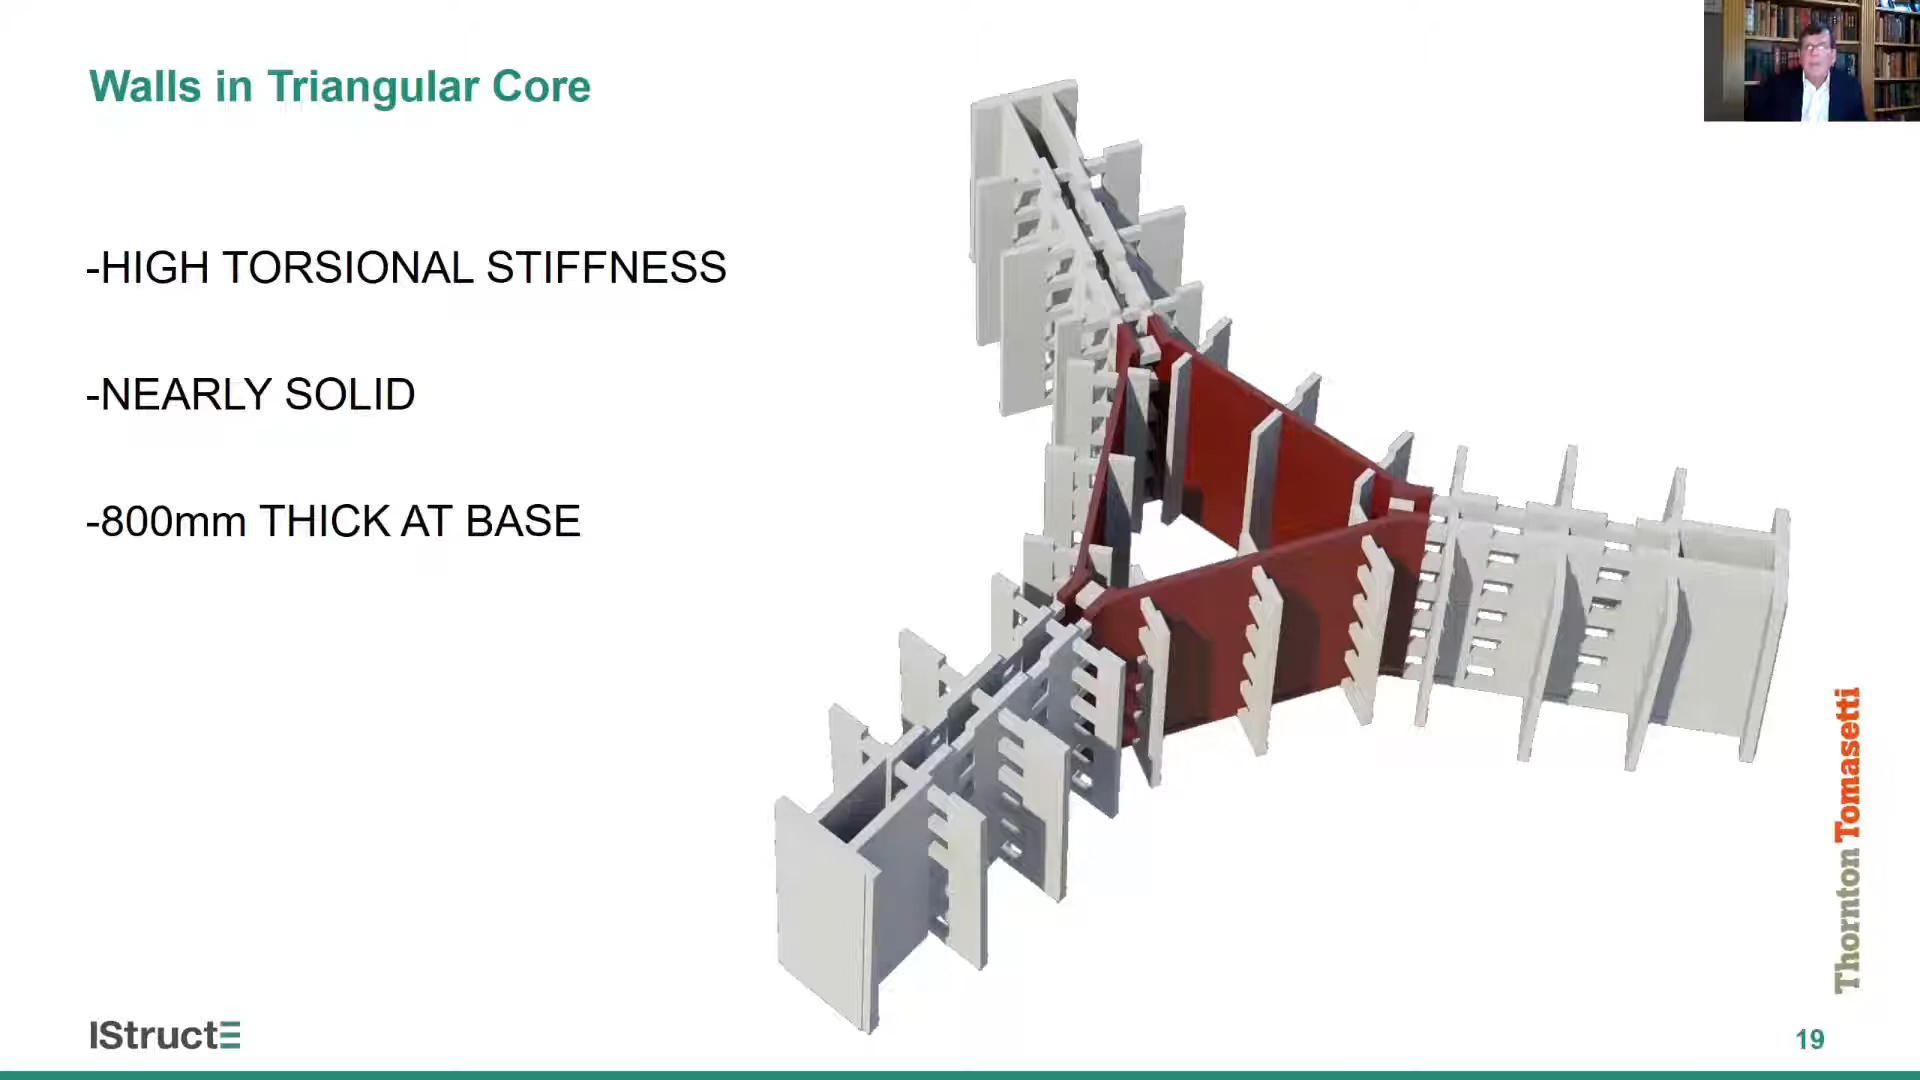 Walls in Triangular Core
-HIGH TORSIONAL STIFFNESS
-NEARLY SOLID
-800mm THICK AT BASE
Thornton Tomasetti
IStructE
19